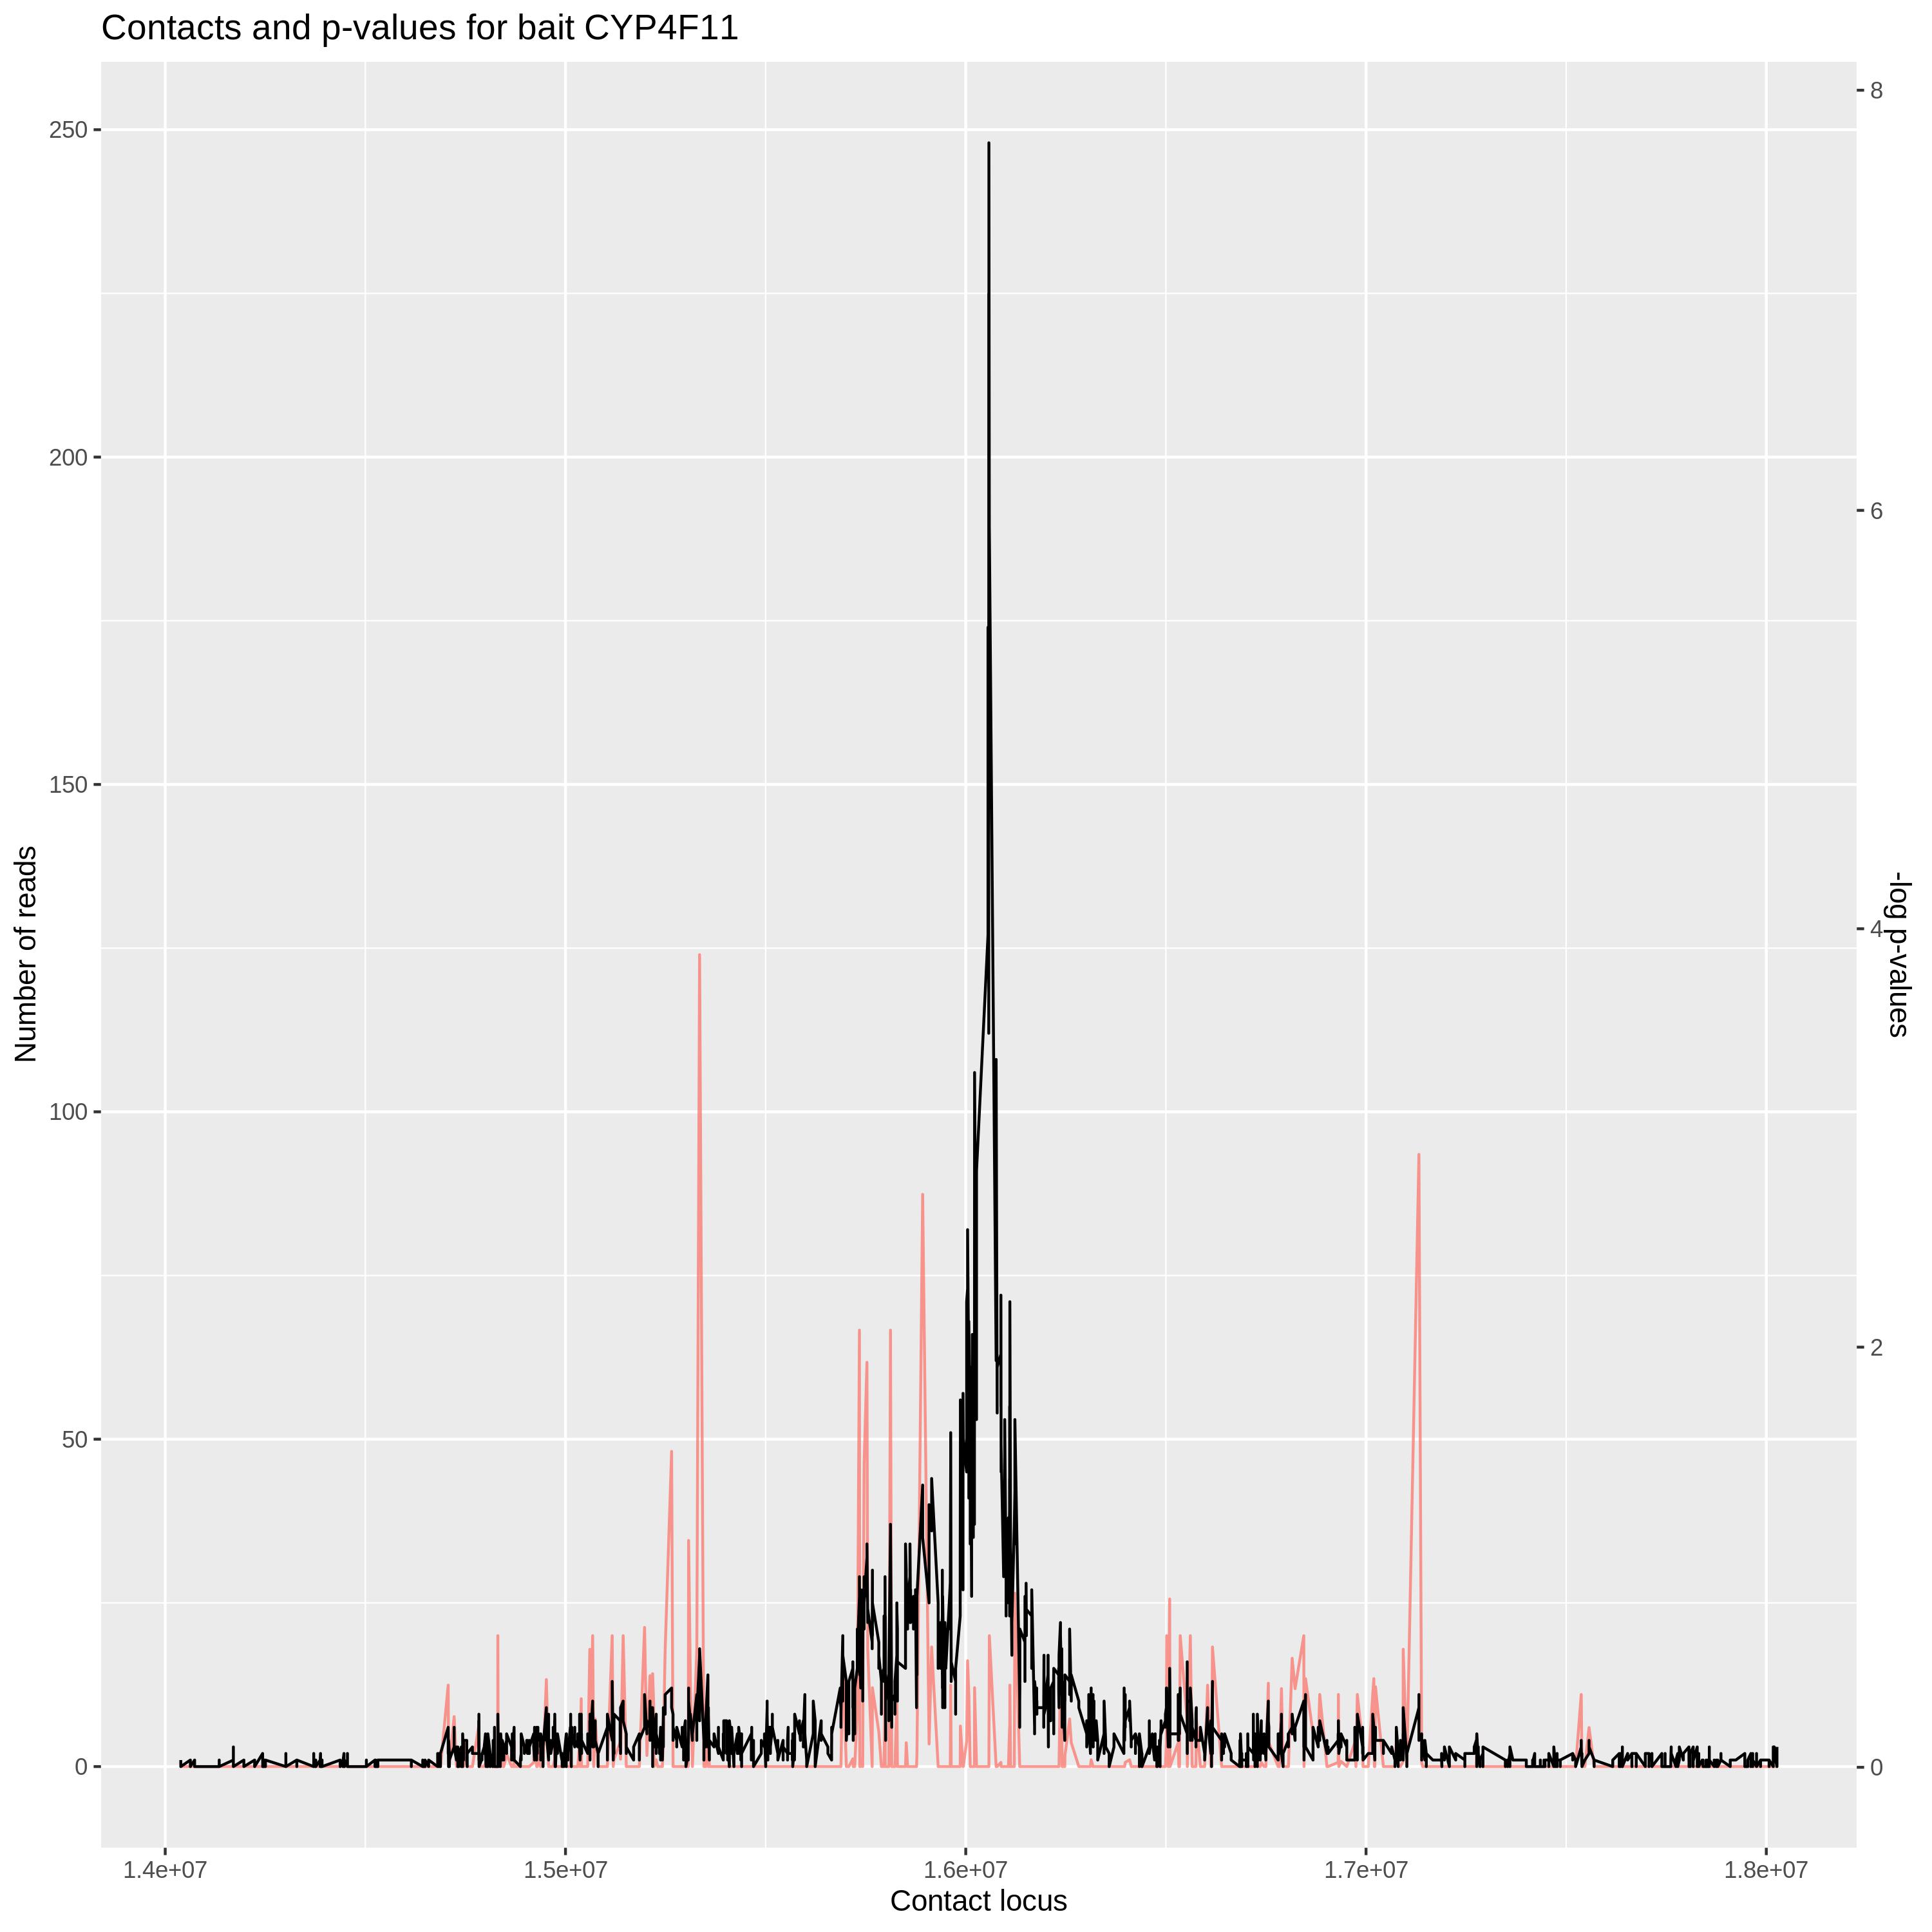 Contacts and p-values for bait CYP4F11
250
200
150
100
50
0
Number of reads
8
6
4
2
0
-log p-values
1.4e+07
1.5e+07
1.6e+07
1.7e+07
1.8e+07
Contact locus